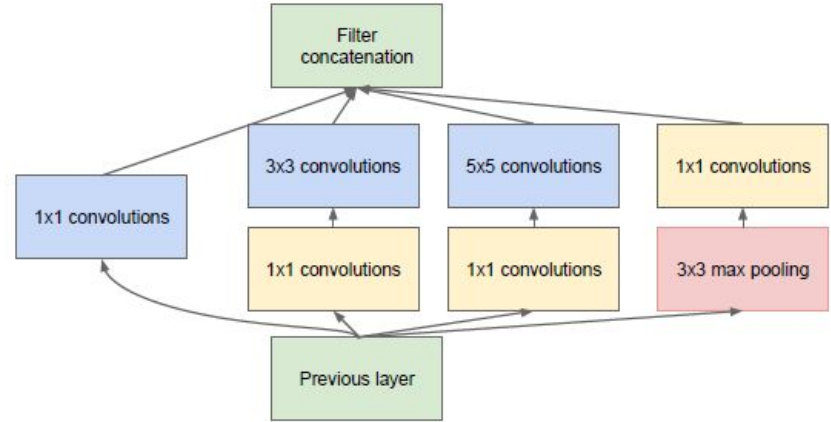 Filter
concatenation
3x3 convolutions
5x5 convolutions
1x1 convolutions
1x1 convolutions
1x1 convolutions
1x1 convolutions
3x3 max pooling
Previous layer